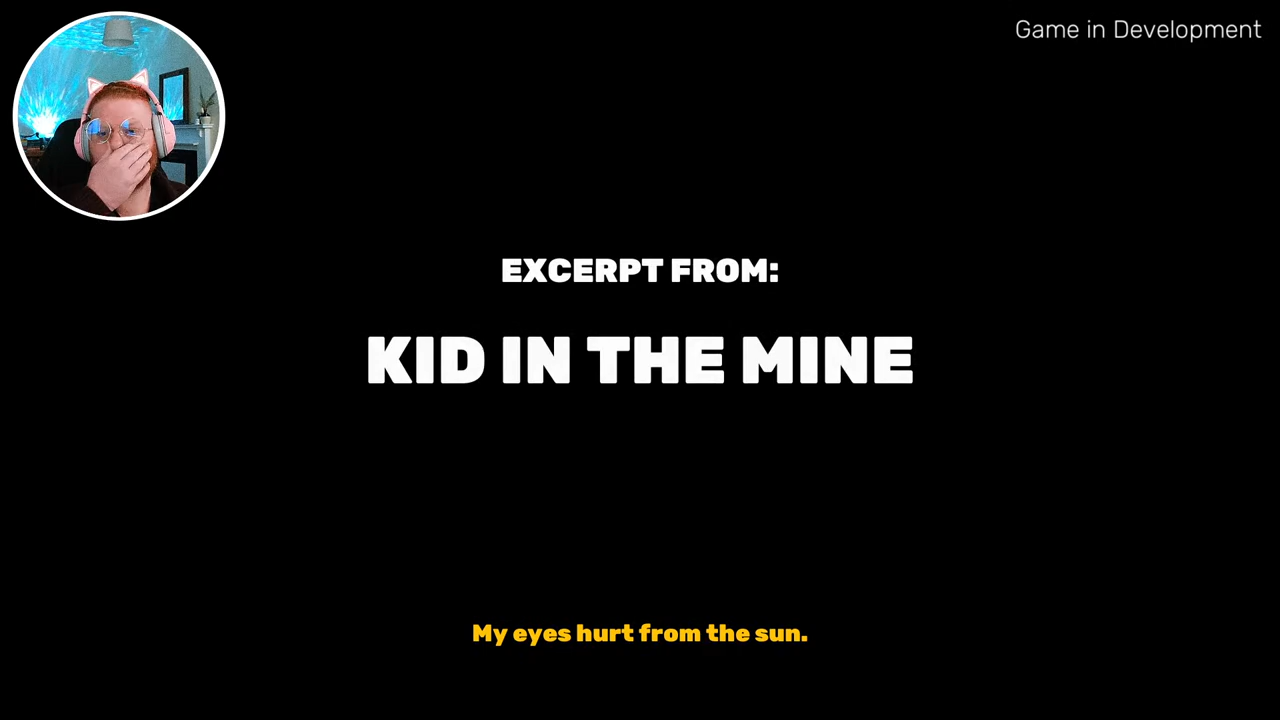 Game in Development
EXCERPT FROM:
KID IN THE MINE
My eyes hurt from the sun.